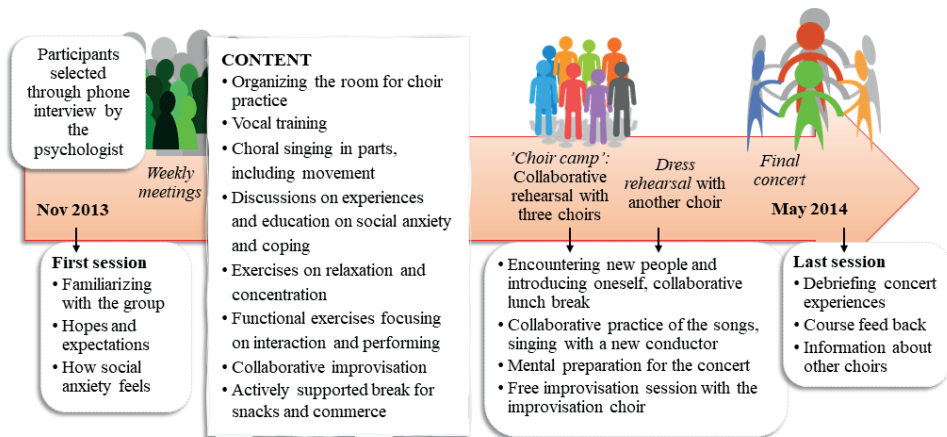 Participants
selected
through phone
interview by
the
psychologist
Weekly
meetings
Nov 2013
First session
• Familiarizing
with the group
• Hopes and
expectations
• How social
anxiety feels
CONTENT
• Organizing the room for choir
practice
• Vocal training
• Choral singing in parts,
including movement
• Discussions on experiences
and education on social anxiety
and coping
• Exercises on relaxation and
concentration
• Functional exercises focusing
on interaction and performing
• Collaborative improvisation
• Actively supported break for
snacks and commerce
'Choir camp':
Collaborative
rehearsal with
three choirs
Dress
rehearsal with
another choir
Final
concert
May 2014
• Encountering new people and
introducing oneself, collaborative
lunch break
• Collaborative practice of the songs,
singing with a new conductor
• Mental preparation for the concert
• Free improvisation session with the
improvisation choir
Last session
• Debriefing concert
experiences
• Course feed back
• Information about
other choirs